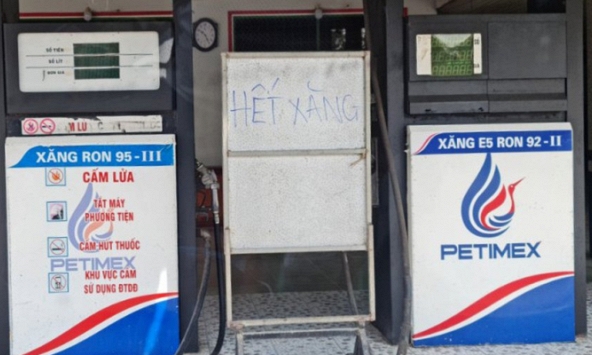 SỐ TIỀN
SỐ LÍT
ĐƠN GIÁ
M LỬ
XĂNG RON 95-III
CẤM LỬA
TẮT MÁY
PHƯƠNG TIỆN
CẤM HÚT THUỐC
PETIMEX
KHU VỰC CẤM
SỬ DỤNG ĐTDĐ
HẾT XĂNG
XĂNG E5 RON 92-II
PETIMEX